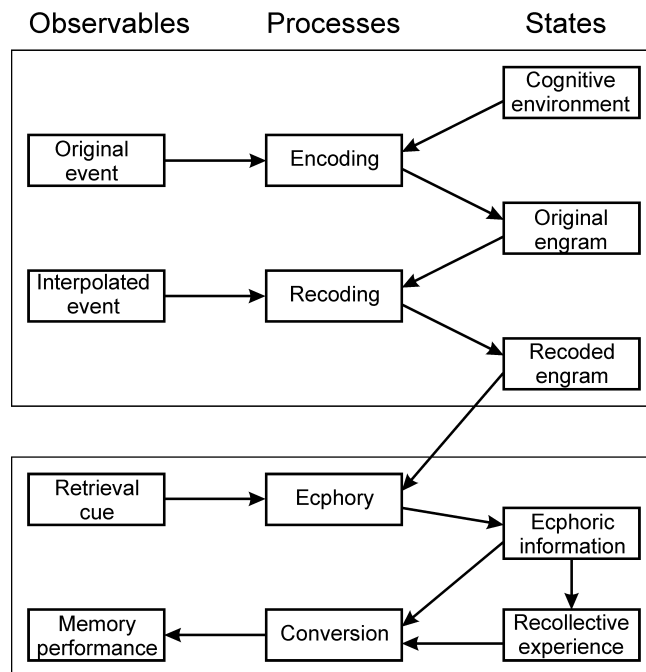 Observables Processes States
Cognitive
environment
Original
event
Encoding
Original
engram
Interpolated
event
Recoding
Recoded
engram
Retrieval
cue
Ecphory
Ecphoric
information
Memory
performance
Conversion
Recollective
experience